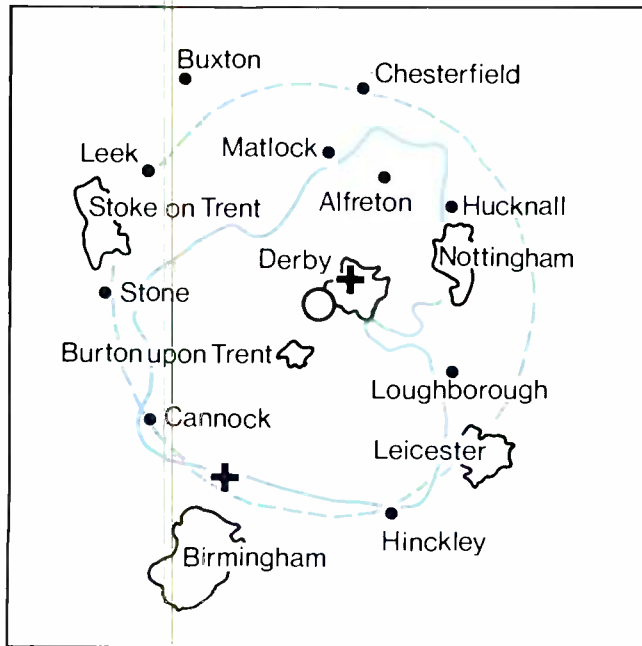 Buxton
Chesterfield
Matlock
Leek
Alfreton
Stoke on Trent
Hucknall
Derby
Nottingham
Stone
Burton upon Trent
Loughborough
Cannock
Leicester
Hinckley
Birmingham